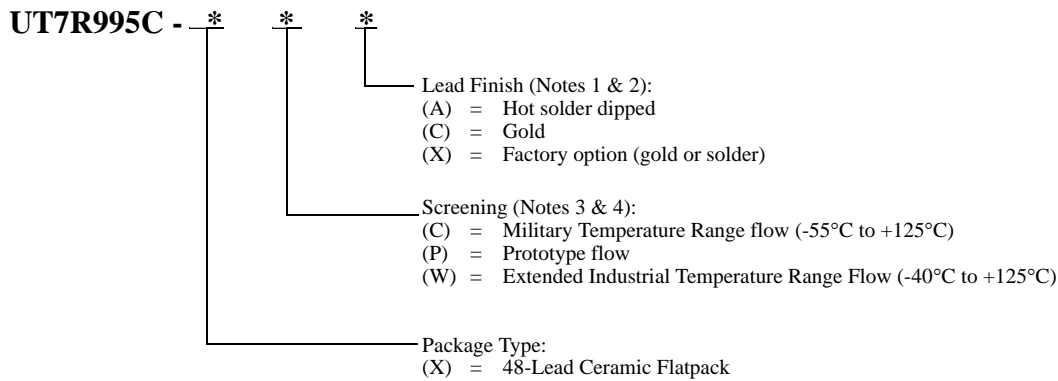 UT7R995C - * * *
Lead Finish (Notes 1 & 2):
(A) = Hot solder dipped
(C) = Gold
(X) = Factory option (gold or solder)
Screening (Notes 3 & 4):
(C) = Military Temperature Range flow (-55°C to +125°C)
(P) = Prototype flow
(W) = Extended Industrial Temperature Range Flow (-40°C to +125°C)
Package Type:
(X) = 48-Lead Ceramic Flatpack